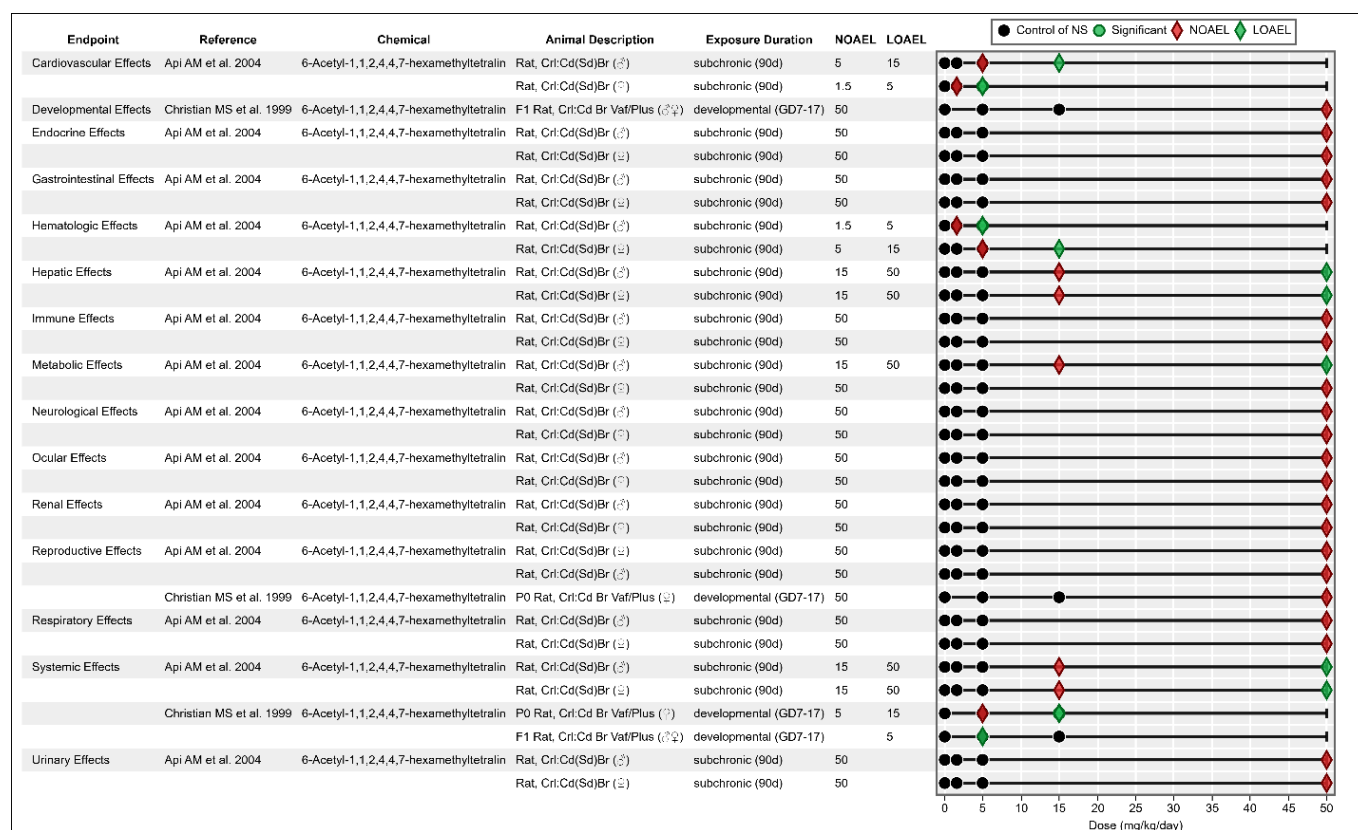 Control of NS Significant NOAEL LOAEL
Endpoint Reference Chemical Animal Description Exposure Duration NOAEL LOAEL
Cardiovascular Effects Api AM et al. 2004 6-Acetyl-1,1,2,4,4,7-hexamethyltetralin Rat, Crl:Cd(Sd)Br (♂) subchronic (90d) 5 15
Rat, Crl:Cd(Sd)Br (♀) subchronic (90d) 1.5 5
Developmental Effects Christian MS et al. 1999 6-Acetyl-1,1,2,4,4,7-hexamethyltetralin F1 Rat, Crl:Cd Br Vaf/Plus (♂♀) developmental (GD7-17) 50
Endocrine Effects Api AM et al. 2004 6-Acetyl-1,1,2,4,4,7-hexamethyltetralin Rat, Crl:Cd(Sd)Br (♂) subchronic (90d) 50
Rat, Crl:Cd(Sd)Br (♀) subchronic (90d) 50
Gastrointestinal Effects Api AM et al. 2004 6-Acetyl-1,1,2,4,4,7-hexamethyltetralin Rat, Crl:Cd(Sd)Br (♂) subchronic (90d) 50
Rat, Crl:Cd(Sd)Br (♀) subchronic (90d) 50
Hematologic Effects Api AM et al. 2004 6-Acetyl-1,1,2,4,4,7-hexamethyltetralin Rat, Crl:Cd(Sd)Br (♂) subchronic (90d) 1.5 5
Rat, Crl:Cd(Sd)Br (♀) subchronic (90d) 5 15
Hepatic Effects Api AM et al. 2004 6-Acetyl-1,1,2,4,4,7-hexamethyltetralin Rat, Crl:Cd(Sd)Br (♂) subchronic (90d) 15 50
Rat, Crl:Cd(Sd)Br (♀) subchronic (90d) 15 50
Immune Effects Api AM et al. 2004 6-Acetyl-1,1,2,4,4,7-hexamethyltetralin Rat, Crl:Cd(Sd)Br (♂) subchronic (90d) 50
Rat, Crl:Cd(Sd)Br (♀) subchronic (90d) 50
Metabolic Effects Api AM et al. 2004 6-Acetyl-1,1,2,4,4,7-hexamethyltetralin Rat, Crl:Cd(Sd)Br (♂) subchronic (90d) 15 50
Rat, Crl:Cd(Sd)Br (♀) subchronic (90d) 50
Neurological Effects Api AM et al. 2004 6-Acetyl-1,1,2,4,4,7-hexamethyltetralin Rat, Crl:Cd(Sd)Br (♂) subchronic (90d) 50
Rat, Crl:Cd(Sd)Br (♀) subchronic (90d) 50
Ocular Effects Api AM et al. 2004 6-Acetyl-1,1,2,4,4,7-hexamethyltetralin Rat, Crl:Cd(Sd)Br (♂) subchronic (90d) 50
Rat, Crl:Cd(Sd)Br (♀) subchronic (90d) 50
Renal Effects Api AM et al. 2004 6-Acetyl-1,1,2,4,4,7-hexamethyltetralin Rat, Crl:Cd(Sd)Br (♂) subchronic (90d) 50
Rat, Crl:Cd(Sd)Br (♀) subchronic (90d) 50
Reproductive Effects Api AM et al. 2004 6-Acetyl-1,1,2,4,4,7-hexamethyltetralin Rat, Crl:Cd(Sd)Br (♀) subchronic (90d) 50
Rat, Crl:Cd(Sd)Br (♂) subchronic (90d) 50
Christian MS et al. 1999 6-Acetyl-1,1,2,4,4,7-hexamethyltetralin P0 Rat, Crl:Cd Br Vaf/Plus (♀) developmental (GD7-17) 50
Respiratory Effects Api AM et al. 2004 6-Acetyl-1,1,2,4,4,7-hexamethyltetralin Rat, Crl:Cd(Sd)Br (♂) subchronic (90d) 50
Rat, Crl:Cd(Sd)Br (♀) subchronic (90d) 50
Systemic Effects Api AM et al. 2004 6-Acetyl-1,1,2,4,4,7-hexamethyltetralin Rat, Crl:Cd(Sd)Br (♂) subchronic (90d) 15 50
Rat, Crl:Cd(Sd)Br (♀) subchronic (90d) 15 50
Christian MS et al. 1999 6-Acetyl-1,1,2,4,4,7-hexamethyltetralin P0 Rat, Crl:Cd Br Vaf/Plus (♀) developmental (GD7-17) 5 15
F1 Rat, Crl:Cd Br Vaf/Plus (♂♀) developmental (GD7-17) 5
Urinary Effects Api AM et al. 2004 6-Acetyl-1,1,2,4,4,7-hexamethyltetralin Rat, Crl:Cd(Sd)Br (♂) subchronic (90d) 50
Rat, Crl:Cd(Sd)Br (♀) subchronic (90d) 50
0 5 10 15 20 25 30 35 40 45 50
Dose (mg/kg/day)